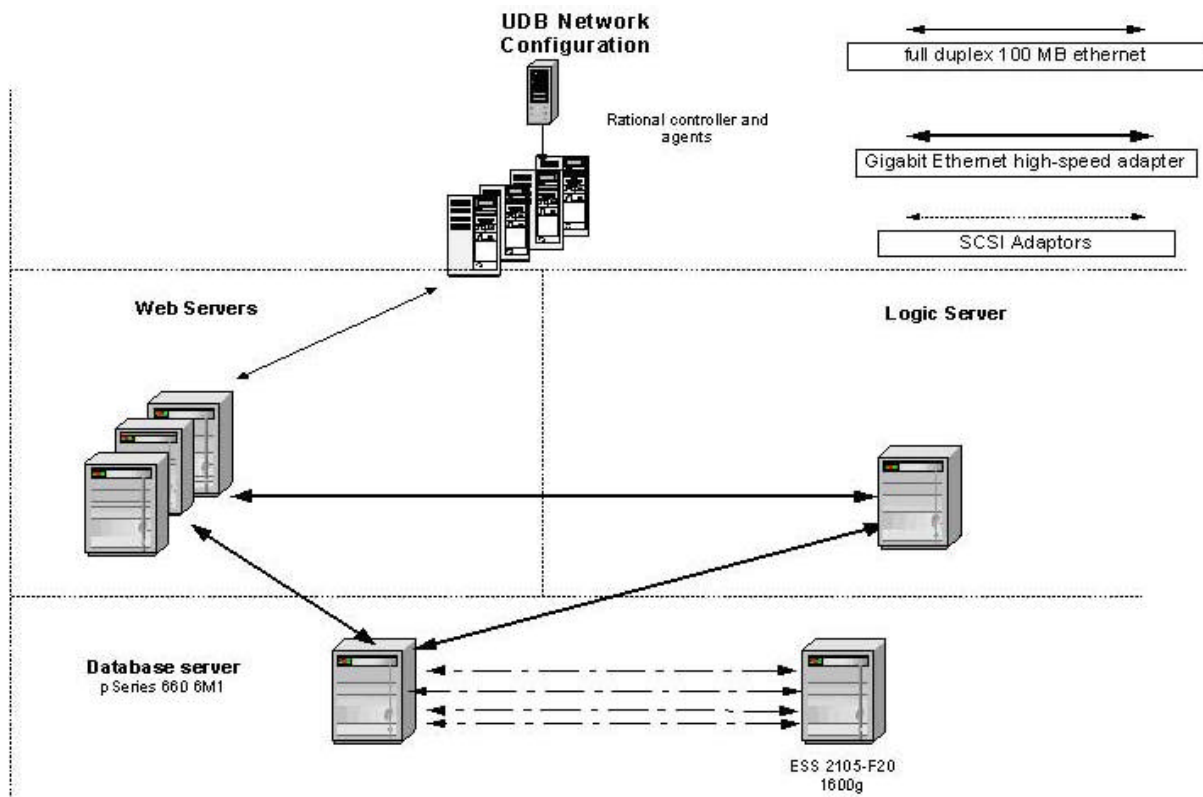 UDB Network
Configuration
full duplex 100 MB ethernet
Rational controller and
agents
Gigabit Ethernet high-speed adapter
SCSI Adaptors
Web Servers
Logic Server
Database server
pSeries 660 6M1
ESS 2105-F20
1600g